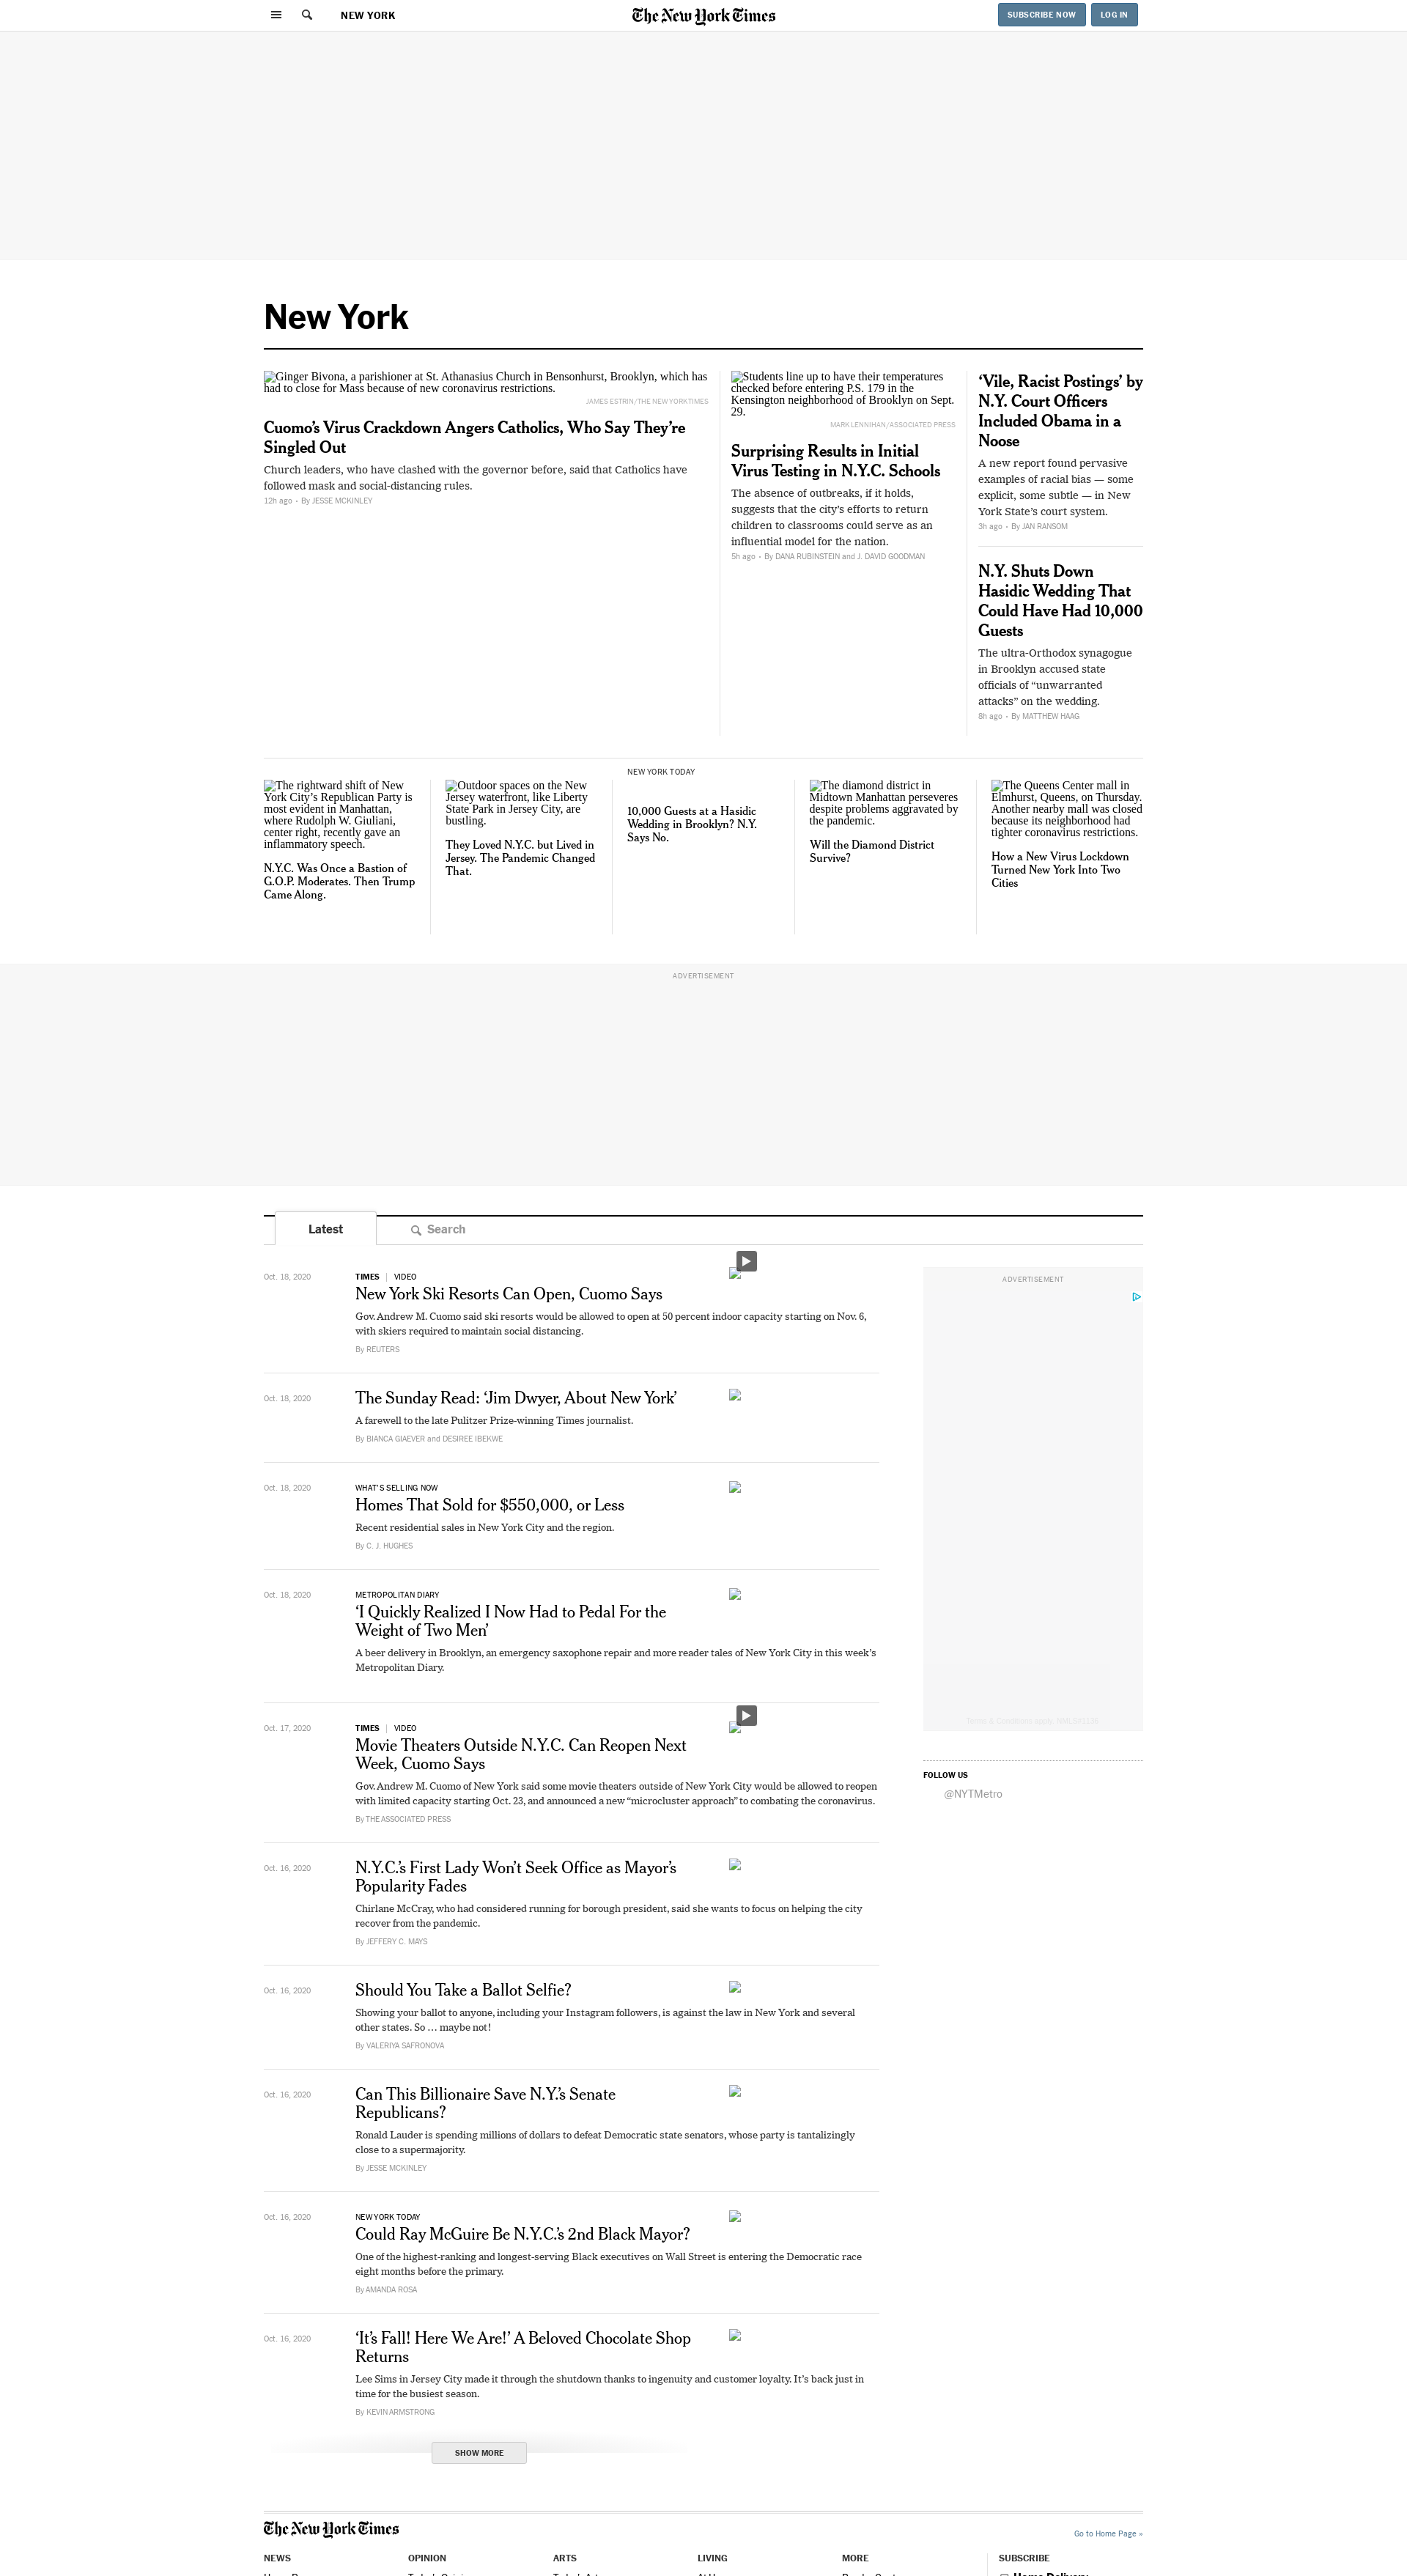 NEW YORK
The New York Times
SUBSCRIBE NOW
LOG IN
New York
Ginger Bivona, a parishioner at St. Athanasius Church in Bensonhurst, Brooklyn, which has
had to close for Mass because of new coronavirus restrictions.
JAMES ESTRIN/THE NEW YORK TIMES
Cuomo’s Virus Crackdown Angers Catholics, Who Say They’re
Singled Out
Church leaders, who have clashed with the governor before, said that Catholics have
followed mask and social-distancing rules.
12h ago • By JESSE MCKINLEY
Students line up to have their temperatures
checked before entering P.S. 179 in the
Kensington neighborhood of Brooklyn on Sept.
29.
MARK LENNIHAN/ASSOCIATED PRESS
Surprising Results in Initial
Virus Testing in N.Y.C. Schools
The absence of outbreaks, if it holds,
suggests that the city’s efforts to return
children to classrooms could serve as an
influential model for the nation.
5h ago • By DANA RUBINSTEIN and J. DAVID GOODMAN
‘Vile, Racist Postings’ by
N.Y. Court Officers
Included Obama in a
Noose
A new report found pervasive
examples of racial bias — some
explicit, some subtle — in New
York State’s court system.
3h ago • By JAN RANSOM
N.Y. Shuts Down
Hasidic Wedding That
Could Have Had 10,000
Guests
The ultra-Orthodox synagogue
in Brooklyn accused state
officials of “unwarranted
attacks” on the wedding.
8h ago • By MATTHEW HAAG
The rightward shift of New
York City’s Republican Party is
most evident in Manhattan,
where Rudolph W. Giuliani,
center right, recently gave an
inflammatory speech.
N.Y.C. Was Once a Bastion of
G.O.P. Moderates. Then Trump
Came Along.
Outdoor spaces on the New
Jersey waterfront, like Liberty
State Park in Jersey City, are
bustling.
They Loved N.Y.C. but Lived in
Jersey. The Pandemic Changed
That.
NEW YORK TODAY
10,000 Guests at a Hasidic
Wedding in Brooklyn? N.Y.
Says No.
The diamond district in
Midtown Manhattan perseveres
despite problems aggravated by
the pandemic.
Will the Diamond District
Survive?
The Queens Center mall in
Elmhurst, Queens, on Thursday.
Another nearby mall was closed
because its neighborhood had
tighter coronavirus restrictions.
How a New Virus Lockdown
Turned New York Into Two
Cities
ADVERTISEMENT
Latest
Search
Oct. 18, 2020
TIMES | VIDEO
New York Ski Resorts Can Open, Cuomo Says
Gov. Andrew M. Cuomo said ski resorts would be allowed to open at 50 percent indoor capacity starting on Nov. 6,
with skiers required to maintain social distancing.
By REUTERS
Oct. 18, 2020
The Sunday Read: ‘Jim Dwyer, About New York’
A farewell to the late Pulitzer Prize-winning Times journalist.
By BIANCA GIAEVER and DESIREE IBEKWE
Oct. 18, 2020
WHAT’S SELLING NOW
Homes That Sold for $550,000, or Less
Recent residential sales in New York City and the region.
By C. J. HUGHES
Oct. 18, 2020
METROPOLITAN DIARY
‘I Quickly Realized I Now Had to Pedal For the
Weight of Two Men’
A beer delivery in Brooklyn, an emergency saxophone repair and more reader tales of New York City in this week’s
Metropolitan Diary.
Oct. 17, 2020
TIMES | VIDEO
Movie Theaters Outside N.Y.C. Can Reopen Next
Week, Cuomo Says
Gov. Andrew M. Cuomo of New York said some movie theaters outside of New York City would be allowed to reopen
with limited capacity starting Oct. 23, and announced a new “microcluster approach” to combating the coronavirus.
By THE ASSOCIATED PRESS
Oct. 16, 2020
N.Y.C.’s First Lady Won’t Seek Office as Mayor’s
Popularity Fades
Chirlane McCray, who had considered running for borough president, said she wants to focus on helping the city
recover from the pandemic.
By JEFFERY C. MAYS
Oct. 16, 2020
Should You Take a Ballot Selfie?
Showing your ballot to anyone, including your Instagram followers, is against the law in New York and several
other states. So … maybe not!
By VALERIYA SAFRONOVA
Oct. 16, 2020
Can This Billionaire Save N.Y.’s Senate
Republicans?
Ronald Lauder is spending millions of dollars to defeat Democratic state senators, whose party is tantalizingly
close to a supermajority.
By JESSE MCKINLEY
Oct. 16, 2020
NEW YORK TODAY
Could Ray McGuire Be N.Y.C.’s 2nd Black Mayor?
One of the highest-ranking and longest-serving Black executives on Wall Street is entering the Democratic race
eight months before the primary.
By AMANDA ROSA
Oct. 16, 2020
‘It’s Fall! Here We Are!’ A Beloved Chocolate Shop
Returns
Lee Sims in Jersey City made it through the shutdown thanks to ingenuity and customer loyalty. It’s back just in
time for the busiest season.
By KEVIN ARMSTRONG
SHOW MORE
ADVERTISEMENT
FOLLOW US
@NYTMetro
The New York Times
Go to Home Page »
NEWS
OPINION
ARTS
LIVING
MORE
SUBSCRIBE